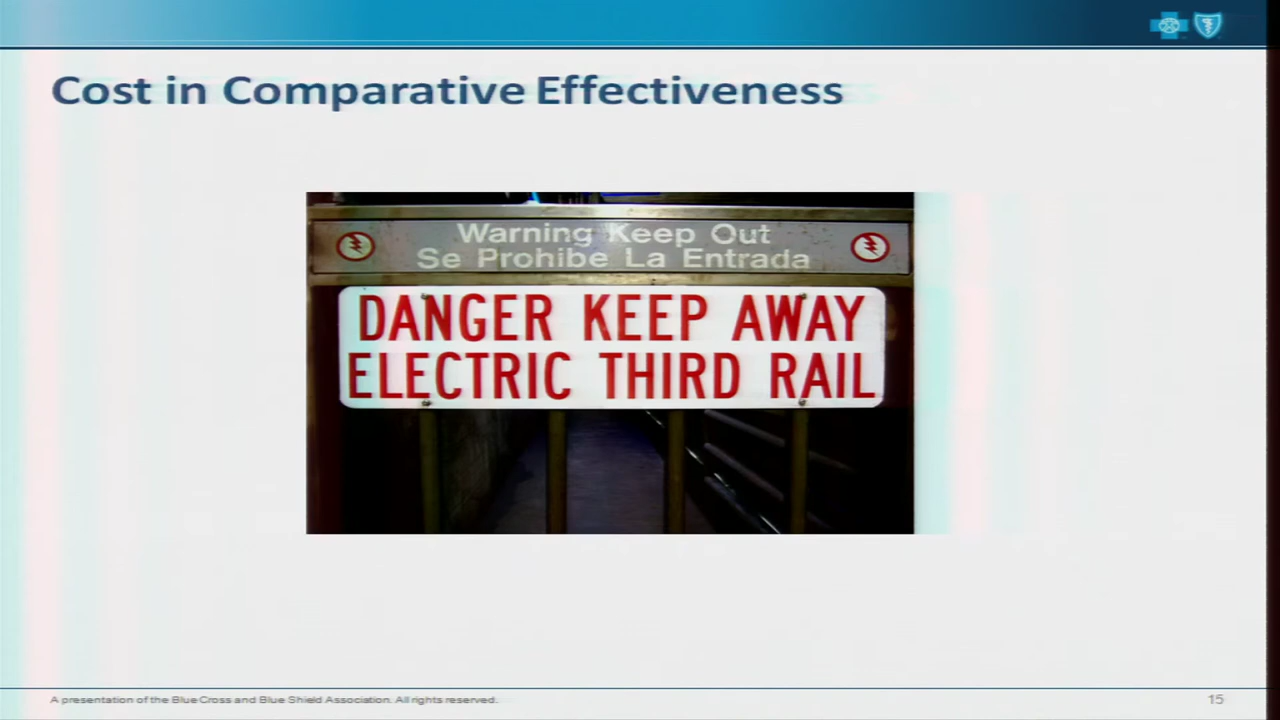 Cost in Comparative Effectiveness
Warning Keep Out
Se Prohibe La Entrada
DANGER KEEP AWAY
ELECTRIC THIRD RAIL
A presentation of the Blue Cross and Blue Shield Association. All rights reserved.
15